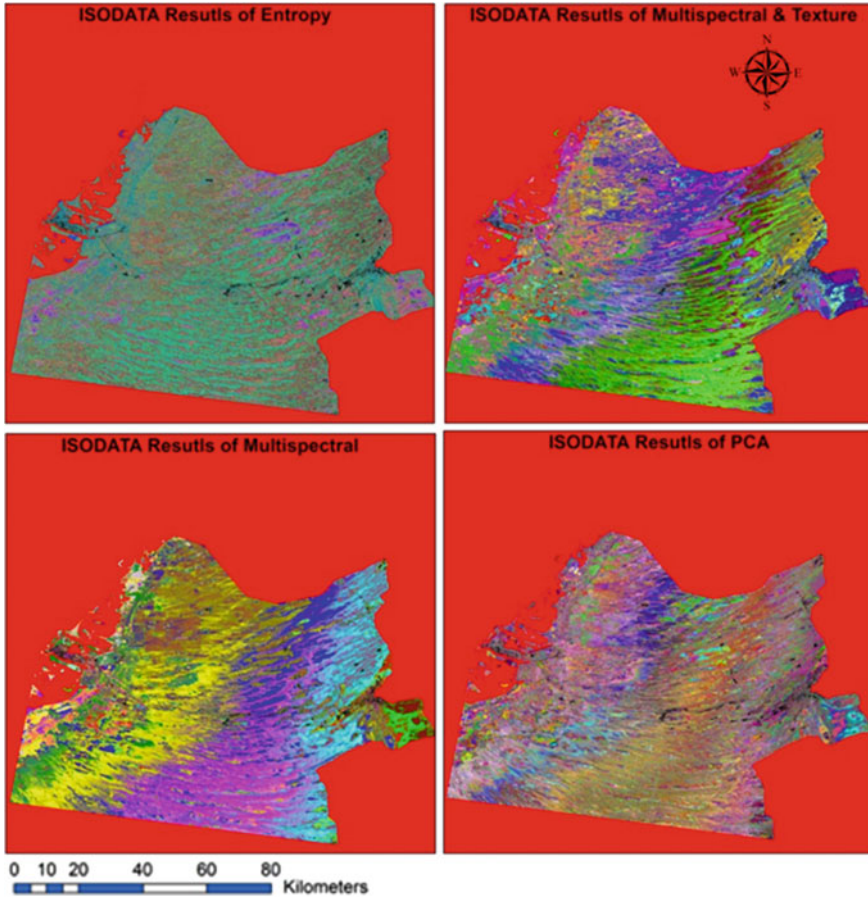 ISODATA Resutls of Entropy
ISODATA Resutls of Multispectral & Texture
N
W E
S
ISODATA Resutls of Multispectral
ISODATA Resutls of PCA
0 10 20 40 60 80
Kilometers